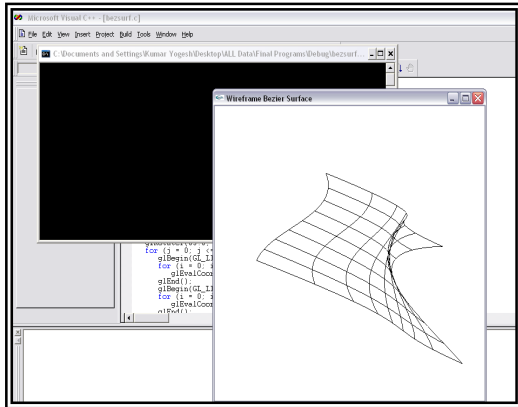 Microsoft Visual C++ - [bezsurf.c]
File Edit View Insert Project Build Tools Window Help
C:\Documents and Settings\Kumar Yogesh\Desktop\ALL Data\Final Programs\Debug\bezsurf...
Wireframe Bezier Surface
for (j = 0; j <
glBegin(GL_LI
for (i = 0; i
glEvalCoor
glEnd();
glBegin(GL_LI
for (i = 0; i
glEvalCoor
glEnd();